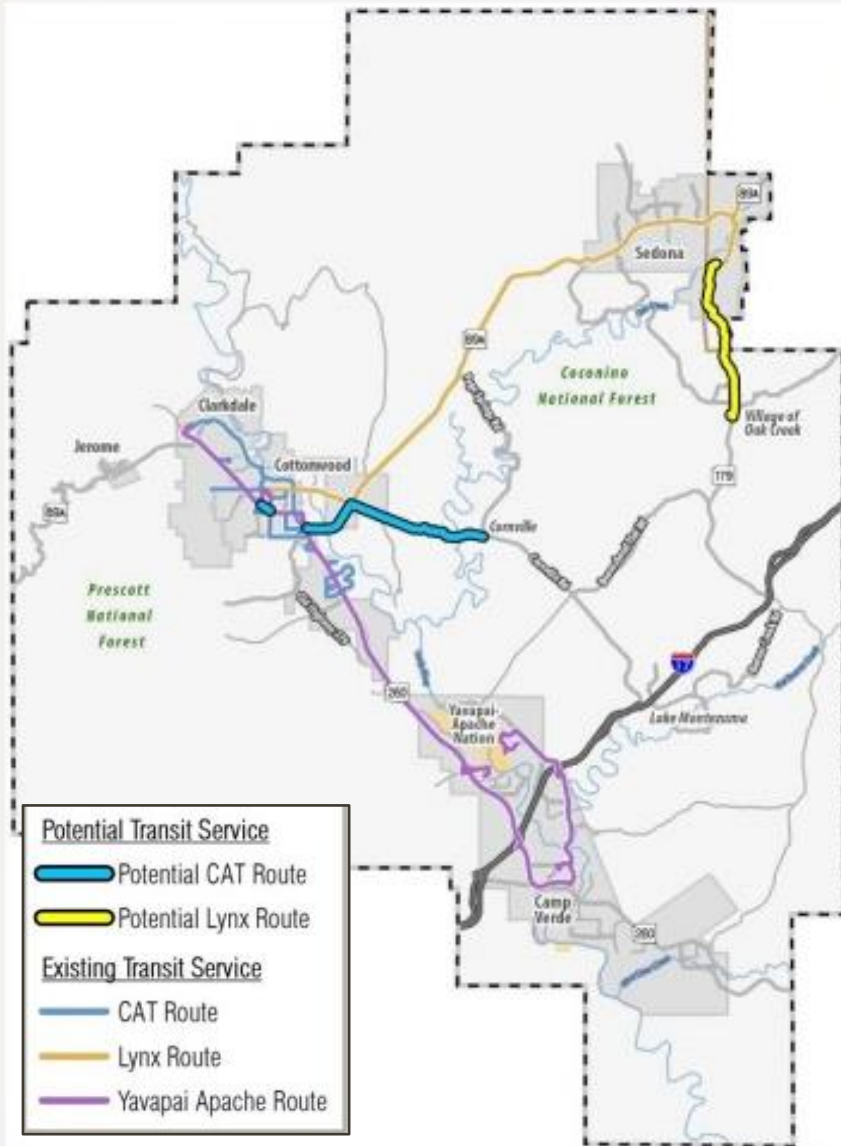 89A
Sedona
89A
Coconino
National Forest
Clarkdale
Village of
Oak Creek
Jerome
Cottonwood
179
89A
Cornville
Cornville Rd
Prescott
National
Forest
17
260
Yavapai-
Apache
Nation
Lake Montezuma
Camp
Verde
260
Potential Transit Service
Potential CAT Route
Potential Lynx Route
Existing Transit Service
CAT Route
Lynx Route
Yavapai Apache Route